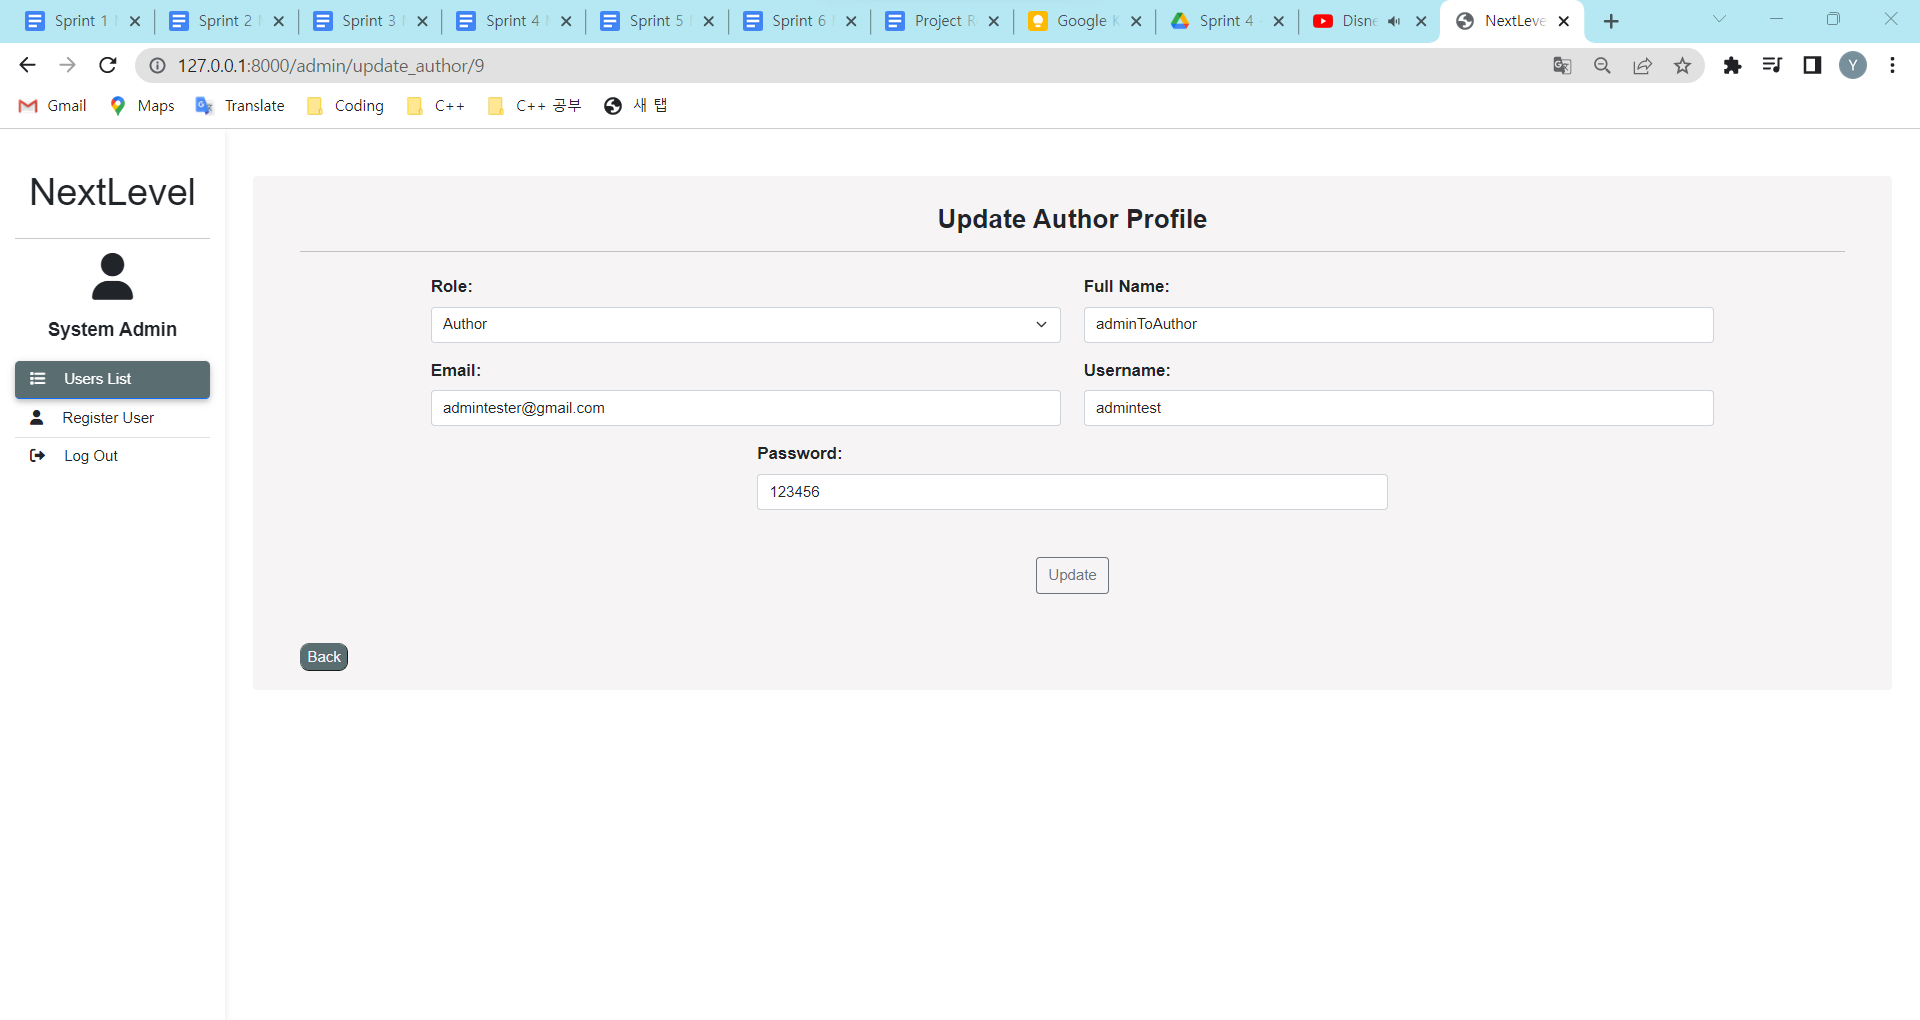 Sprint 1
Sprint 2
Sprint 3
Sprint 4
Sprint 5
Sprint 6
Project R
Google K
Sprint 4
Disne
NextLeve
127.0.0.1:8000/admin/update_author/9
Y
Gmail
Maps
Translate
Coding
C++
C++ 공부
새 탭
NextLevel
System Admin
Users List
Register User
Log Out
Update Author Profile
Role:
Full Name:
Author
adminToAuthor
Email:
Username:
admintester@gmail.com
admintest
Password:
123456
Update
Back